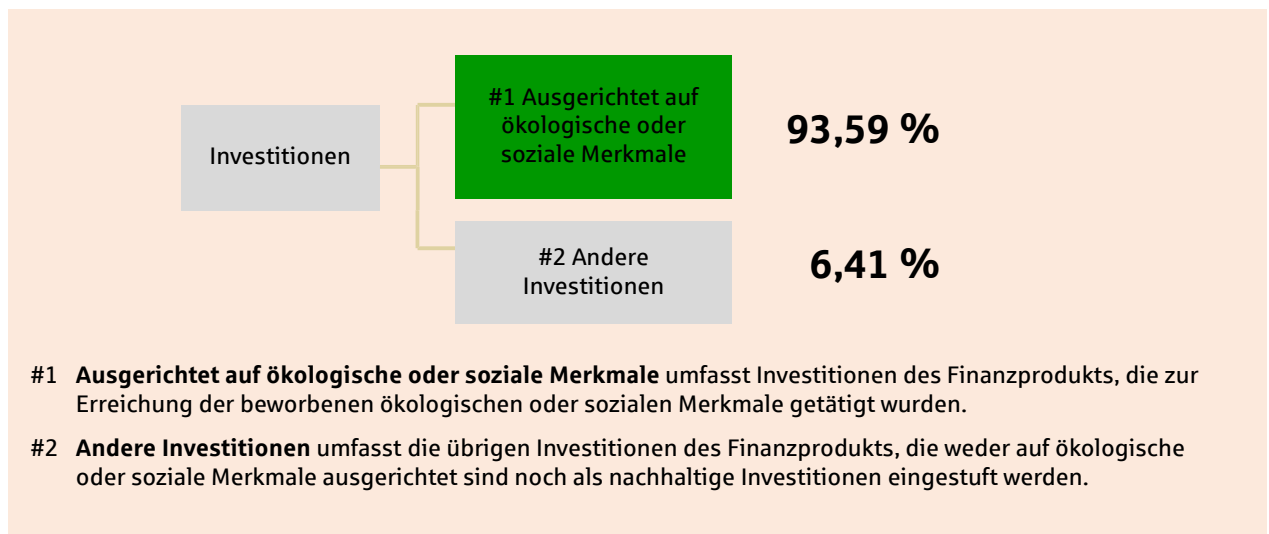 Investitionen
#1 Ausgerichtet auf
ökologische oder
soziale Merkmale
93,59 %
#2 Andere
Investitionen
6,41 %
#1 Ausgerichtet auf ökologische oder soziale Merkmale umfasst Investitionen des Finanzprodukts, die zur
Erreichung der beworbenen ökologischen oder sozialen Merkmale getätigt wurden.
#2 Andere Investitionen umfasst die übrigen Investitionen des Finanzprodukts, die weder auf ökologische
oder soziale Merkmale ausgerichtet sind noch als nachhaltige Investitionen eingestuft werden.